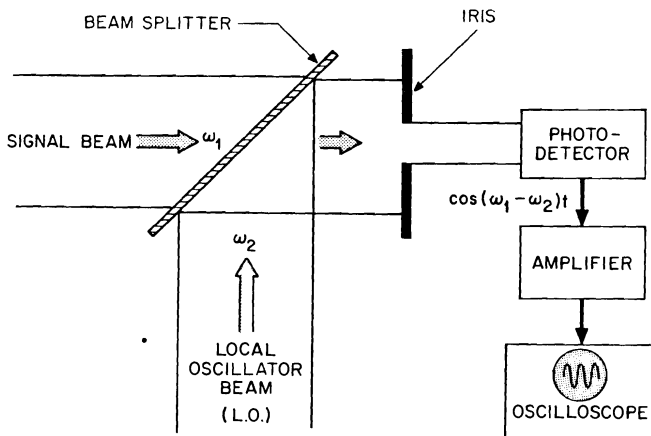 BEAM SPLITTER
IRIS
SIGNAL BEAM
ω₁
PHOTO-
DETECTOR
cos(ω₁-ω₂)t
ω₂
AMPLIFIER
LOCAL
OSCILLATOR
BEAM
(L.O.)
OSCILLOSCOPE